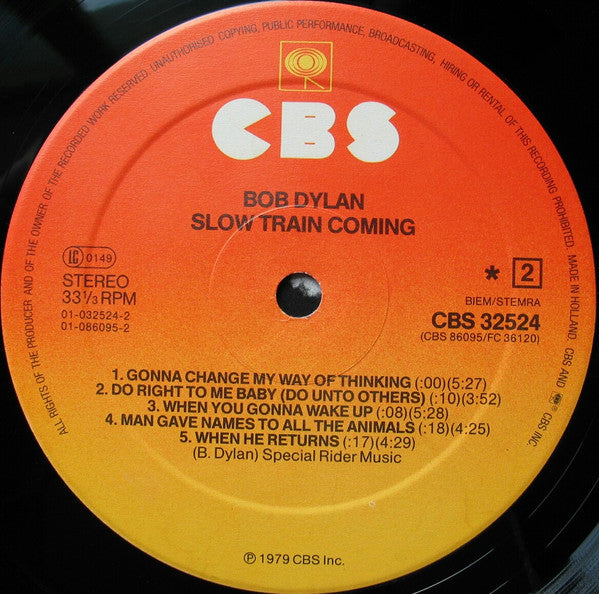 ALL RIGHTS OF THE PRODUCER AND OF THE OWNER OF THE RECORDED WORK RESERVED. UNAUTHORISED COPYING, PUBLIC PERFORMANCE, BROADCASTING, HIRING OR RENTAL OF THIS RECORDING PROHIBITED. MADE IN HOLLAND. CBS AND ® CBS INC.
CBS
BOB DYLAN
SLOW TRAIN COMING
LC 0149
STEREO
33 1/3 RPM
01-032524-2
01-086095-2
* 2
BIEM/STEMRA
CBS 32524
(CBS 86095/FC 36120)
1. GONNA CHANGE MY WAY OF THINKING (:00)(5:27)
2. DO RIGHT TO ME BABY (DO UNTO OTHERS) (:10)(3:52)
3. WHEN YOU GONNA WAKE UP (:08)(5:28)
4. MAN GAVE NAMES TO ALL THE ANIMALS (:18)(4:25)
5. WHEN HE RETURNS (:17)(4:29)
(B. Dylan) Special Rider Music
℗ 1979 CBS Inc.